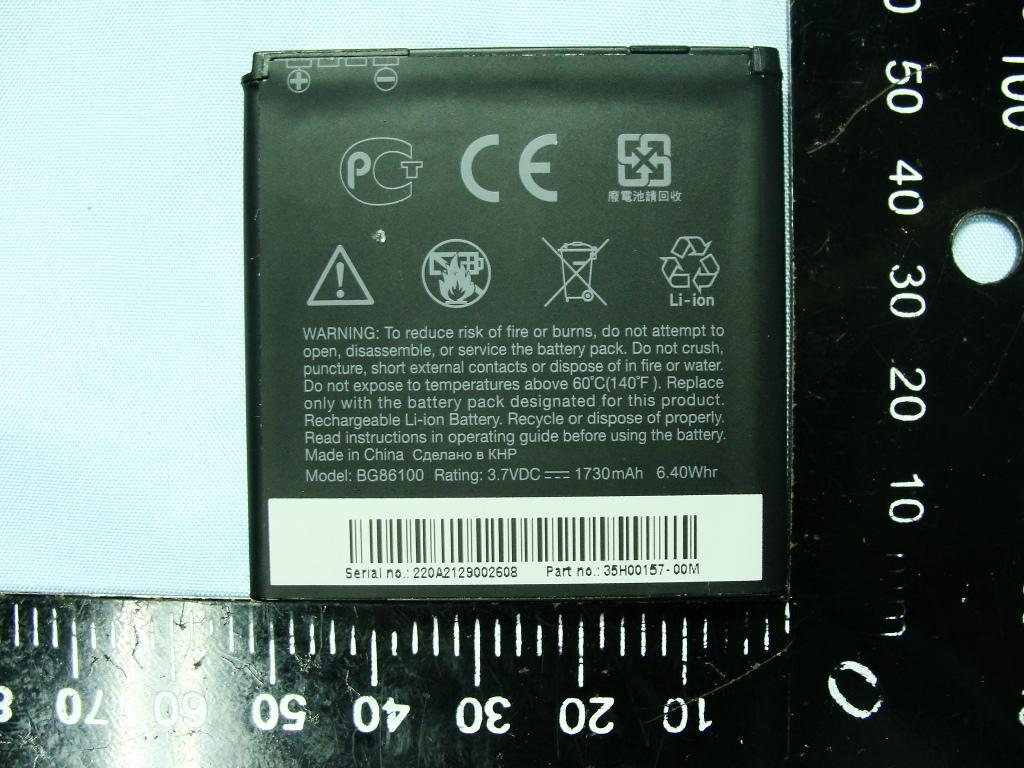 + −
PCT CE
廢電池請回收
Li-ion
WARNING: To reduce risk of fire or burns, do not attempt to
open, disassemble, or service the battery pack. Do not crush,
puncture, short external contacts or dispose of in fire or water.
Do not expose to temperatures above 60°C(140°F ). Replace
only with the battery pack designated for this product.
Rechargeable Li-ion Battery. Recycle or dispose of properly.
Read instructions in operating guide before using the battery.
Made in China Сделано в КНР
Model: BG86100 Rating: 3.7VDC 1730mAh 6.40Whr
Serial no.: 220A2129002608 Part no.: 35H00157-00M
50
40
30
20
10
mm
0
100
70 60 50 40 30 20 10